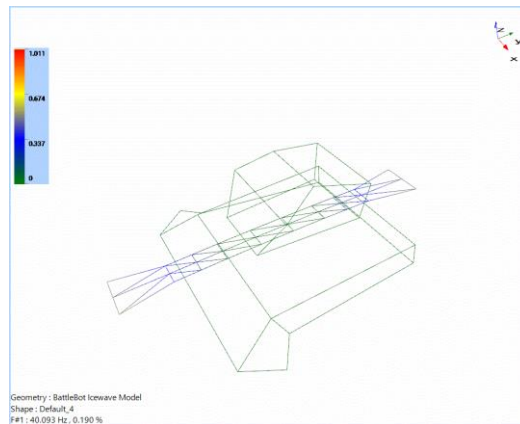 1.011
0.674
0.337
0
Z
Y
X
Geometry : BattleBot Icewave Model
Shape : Default_4
F#1 : 40.093 Hz , 0.190 %